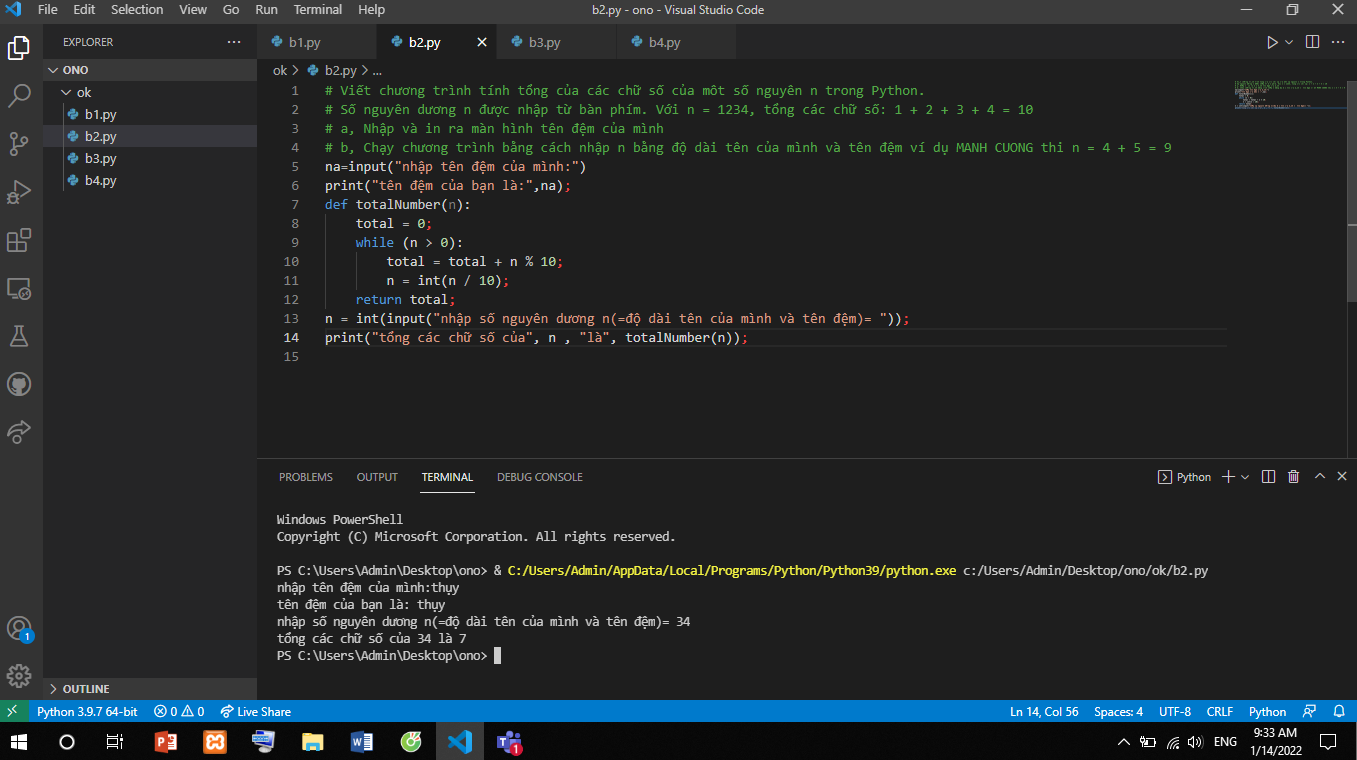 File Edit Selection View Go Run Terminal Help b2.py - ono - Visual Studio Code
EXPLORER
ONO
ok
b1.py
b2.py
b3.py
b4.py
OUTLINE
b1.py b2.py b3.py b4.py
ok > b2.py > ...
1 # Viết chương trình tính tổng của các chữ số của môt số nguyên n trong Python.
2 # Số nguyên dương n được nhập từ bàn phím. Với n = 1234, tổng các chữ số: 1 + 2 + 3 + 4 = 10
3 # a, Nhập và in ra màn hình tên đệm của mình
4 # b, Chạy chương trình bằng cách nhập n bằng độ dài tên của mình và tên đệm ví dụ MANH CUONG thi n = 4 + 5 = 9
5 na=input("nhập tên đệm của mình:")
6 print("tên đệm của bạn là:",na);
7 def totalNumber(n):
8 total = 0;
9 while (n > 0):
10 total = total + n % 10;
11 n = int(n / 10);
12 return total;
13 n = int(input("nhập số nguyên dương n(=độ dài tên của mình và tên đệm)= "));
14 print("tổng các chữ số của", n , "là", totalNumber(n));
15
PROBLEMS OUTPUT TERMINAL DEBUG CONSOLE Python
Windows PowerShell
Copyright (C) Microsoft Corporation. All rights reserved.
PS C:\Users\Admin\Desktop\ono> & C:/Users/Admin/AppData/Local/Programs/Python/Python39/python.exe c:/Users/Admin/Desktop/ono/ok/b2.py
nhập tên đệm của mình:thụy
tên đệm của bạn là: thụy
nhập số nguyên dương n(=độ dài tên của mình và tên đệm)= 34
tổng các chữ số của 34 là 7
PS C:\Users\Admin\Desktop\ono>
1
Python 3.9.7 64-bit 0 0 Live Share Ln 14, Col 56 Spaces: 4 UTF-8 CRLF Python
ENG 9:33 AM
1/14/2022
1